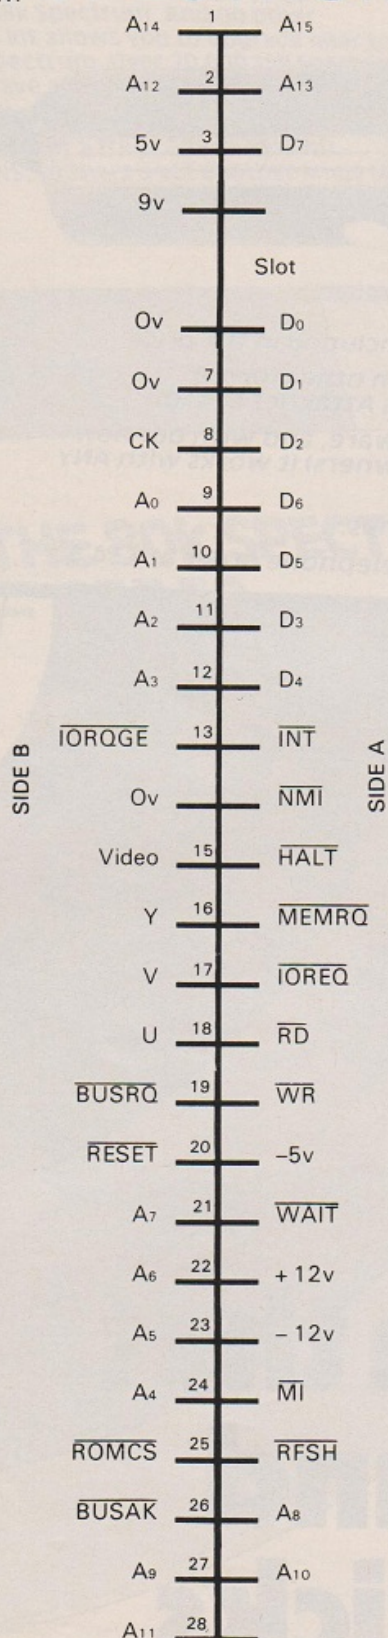 A14 1 A15
A12 2 A13
5v 3 D7
9v
Slot
Ov D0
Ov 7 D1
CK 8 D2
A0 9 D6
A1 10 D5
A2 11 D3
A3 12 D4
IORQGE 13 INT
SIDE B
SIDE A
Ov NMI
Video 15 HALT
Y 16 MEMRQ
V 17 IOREQ
U 18 RD
BUSRQ 19 WR
RESET 20 -5v
A7 21 WAIT
A6 22 +12v
A5 23 -12v
A4 24 MI
ROMCS 25 RFSH
BUSAK 26 A8
A9 27 A10
A11 28